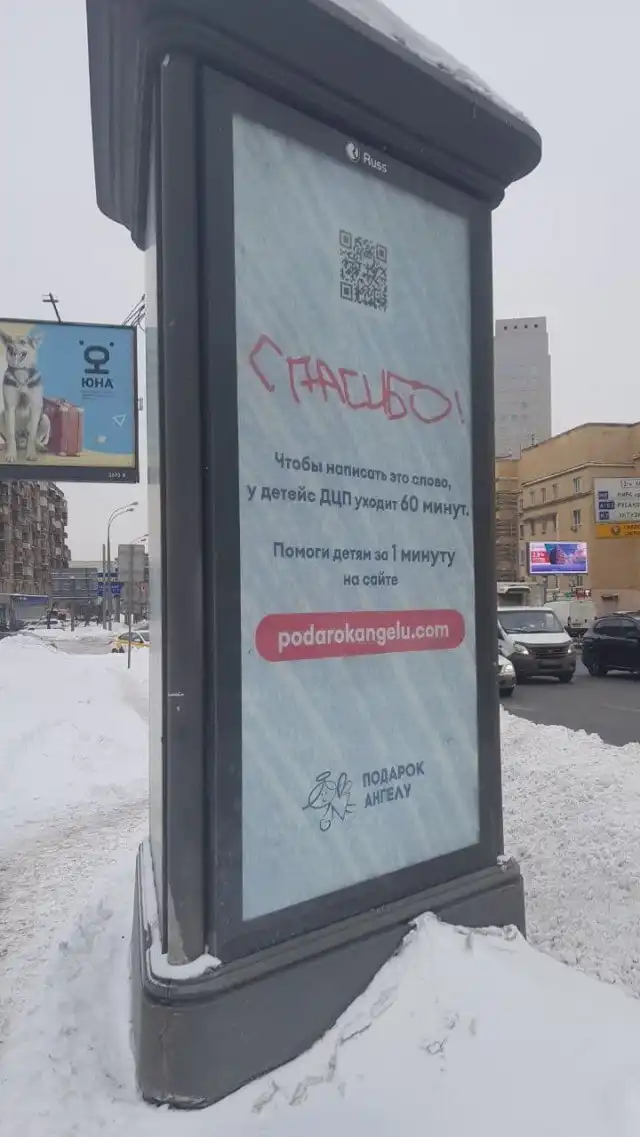 Russ
СПАСИБО!
Чтобы написать это слово,
у детейс ДЦП уходит 60 минут.
Помоги детям за 1 минуту
на сайте
podarokangelu.com
ПОДАРОК
АНГЕЛУ
ЮНА